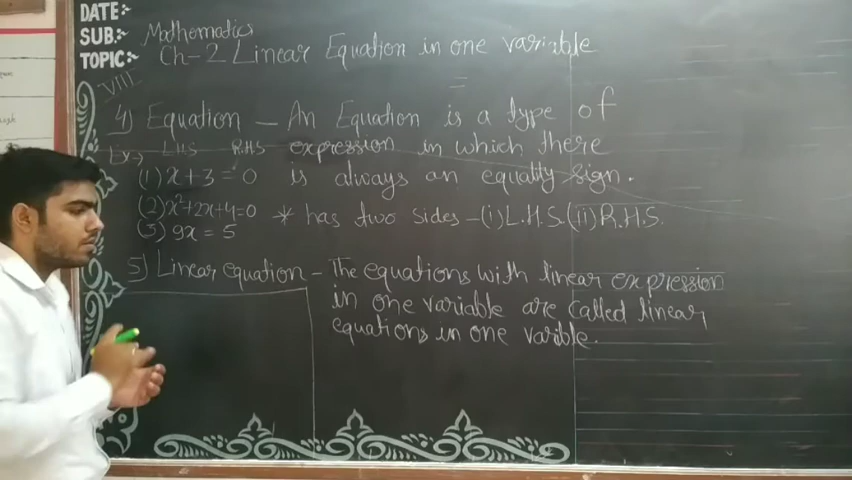 DATE:-
SUB.:- Mathematics
TOPIC:- Ch-2 Linear Equation in one variable
VIII
4) Equation - An Equation is a type of
Ex→ L.H.S R.H.S expression in which there
(1) x+3=0 is always an equality sign.
(2) x²+2x+4=0 * has two sides - (i) L.H.S. (ii) R.H.S.
(3) 9x = 5
5) Linear equation - The equations with linear expression
in one variable are called linear
equations in one varible.